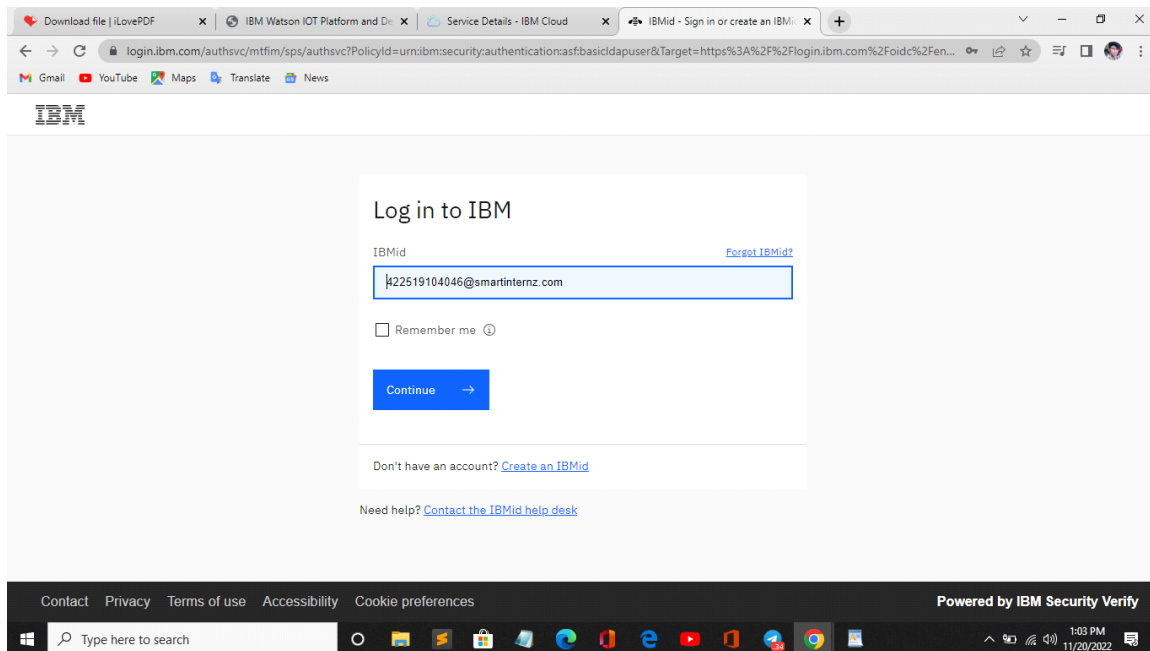 Download file | iLovePDF
IBM Watson IOT Platform and De
Service Details - IBM Cloud
IBMid - Sign in or create an IBMi
login.ibm.com/authsvc/mtfim/sps/authsvc?PolicyId=urn:ibm:security:authentication:asf:basicldapuser&Target=https%3A%2F%2Flogin.ibm.com%2Foidc%2Fen...
Gmail YouTube Maps Translate News
IBM
Log in to IBM
IBMid Forgot IBMid?
422519104046@smartinternz.com
Remember me
Continue
Don't have an account? Create an IBMid
Need help? Contact the IBMid help desk
Contact Privacy Terms of use Accessibility Cookie preferences Powered by IBM Security Verify
Type here to search
34
1:03 PM
11/20/2022